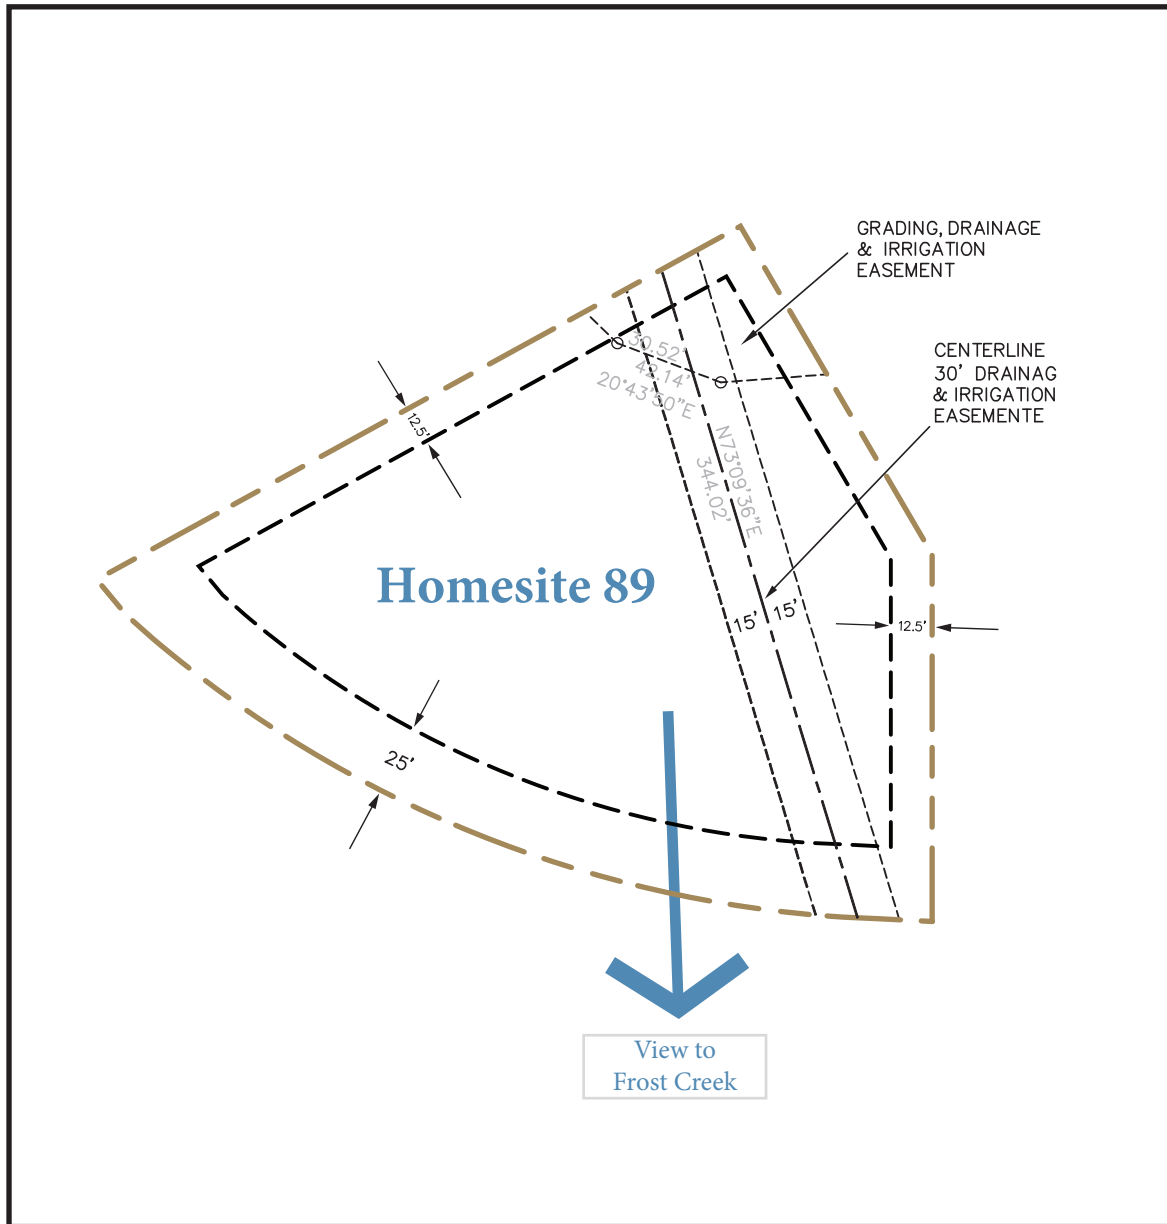 GRADING, DRAINAGE
& IRRIGATION
EASEMENT
CENTERLINE
30' DRAINAG
& IRRIGATION
EASEMENTE
30.52'
42.14'
20°43'50"E
12.5'
N73°09'36"E
344.02'
Homesite 89
15'
15'
12.5'
25'
View to
Frost Creek